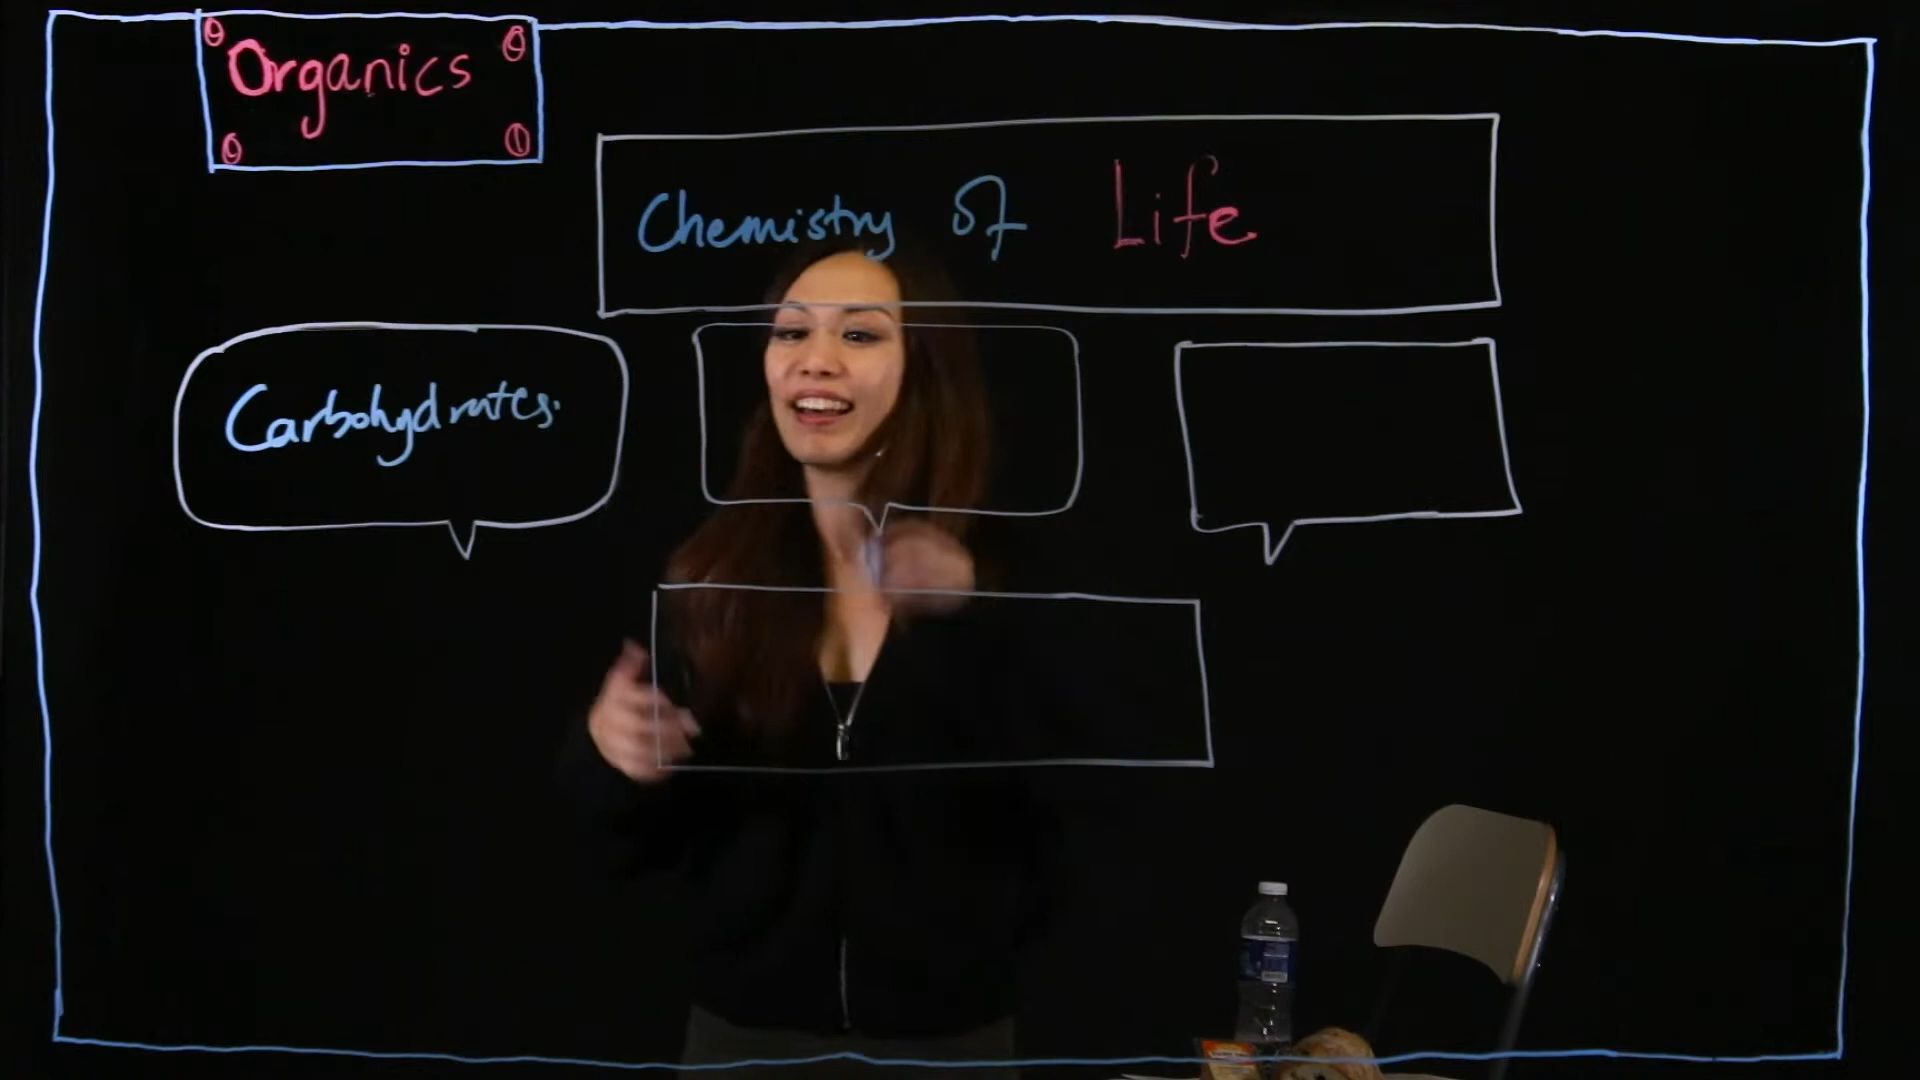 Organics
Chemistry of Life
Carbohydrates.